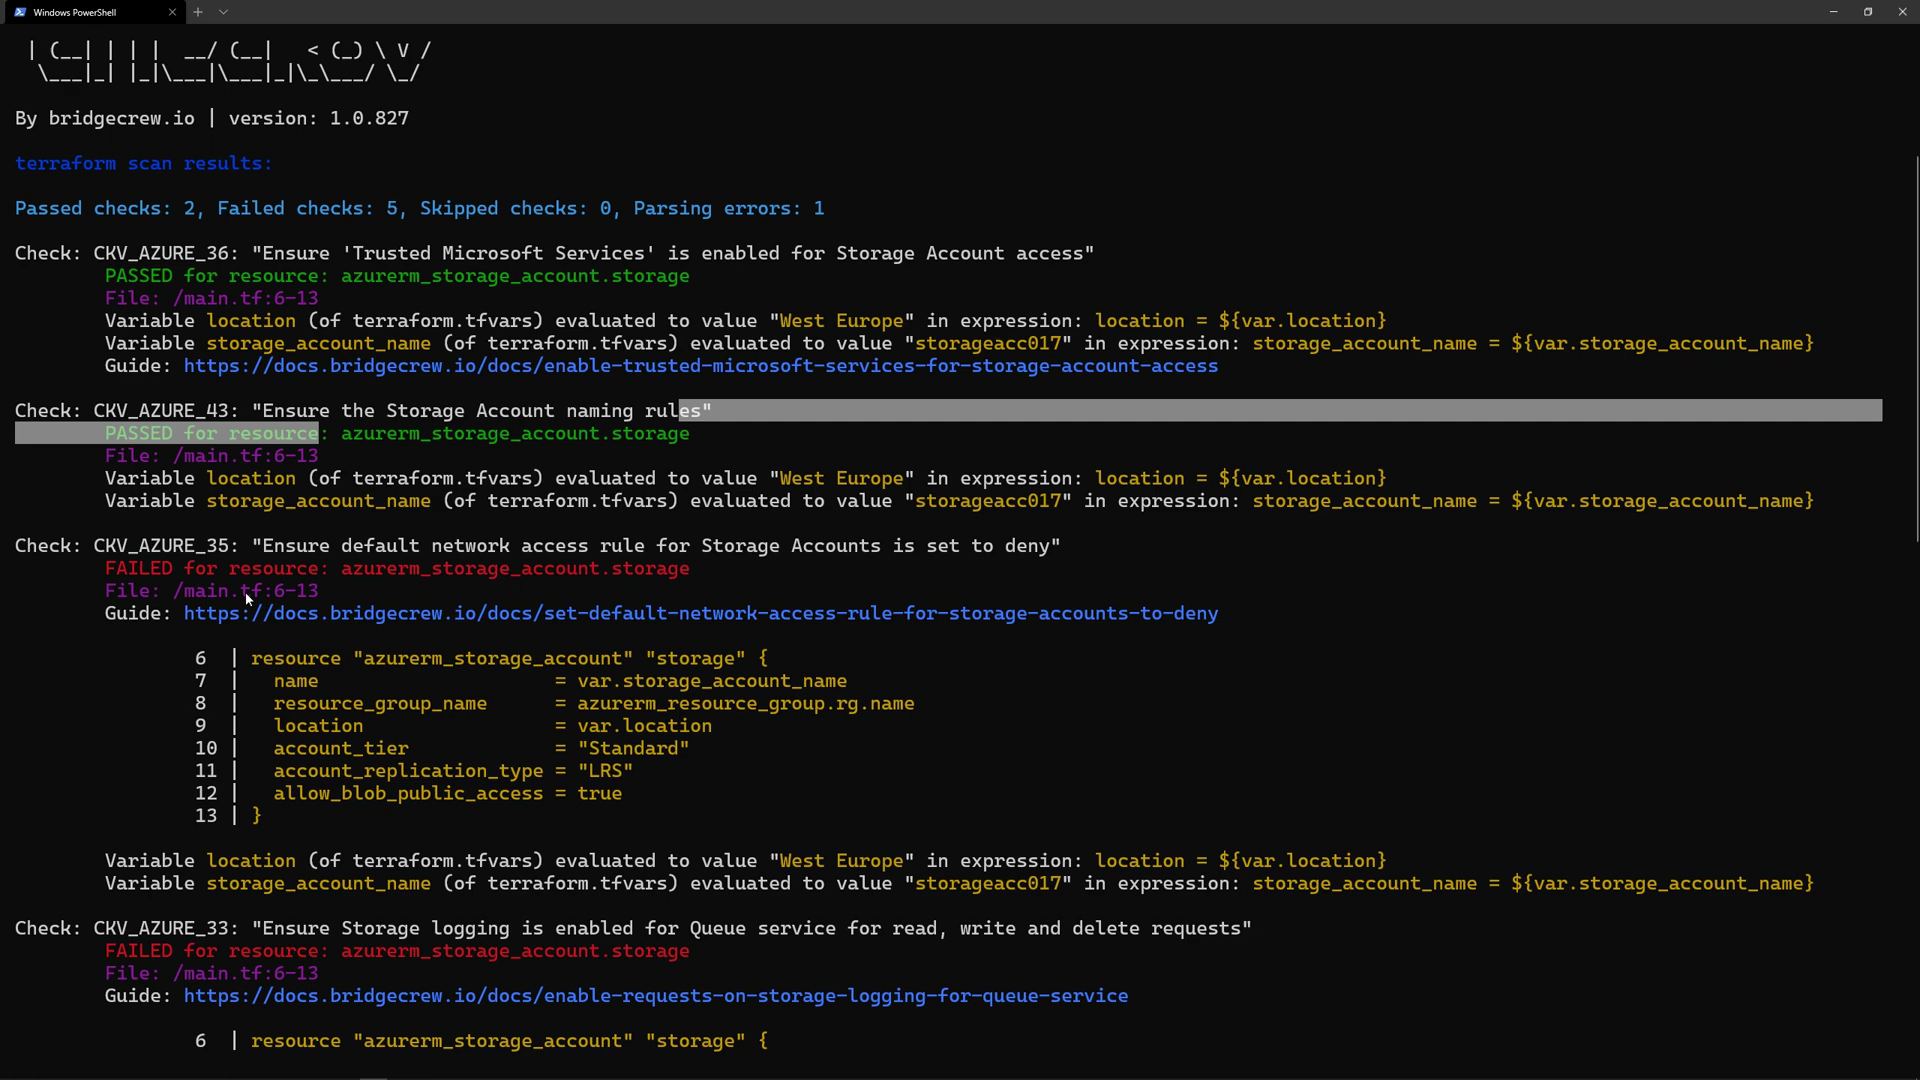 Windows PowerShell
| (__| | | |  __/ (__|   < (_) \ V /
 \___|_| |_|\___|\___|_|\_\___/ \_/
By bridgecrew.io | version: 1.0.827
terraform scan results:
Passed checks: 2, Failed checks: 5, Skipped checks: 0, Parsing errors: 1
Check: CKV_AZURE_36: "Ensure 'Trusted Microsoft Services' is enabled for Storage Account access"
PASSED for resource: azurerm_storage_account.storage
File: /main.tf:6-13
Variable location (of terraform.tfvars) evaluated to value "West Europe" in expression: location = ${var.location}
Variable storage_account_name (of terraform.tfvars) evaluated to value "storageacc017" in expression: storage_account_name = ${var.storage_account_name}
Guide: https://docs.bridgecrew.io/docs/enable-trusted-microsoft-services-for-storage-account-access
Check: CKV_AZURE_43: "Ensure the Storage Account naming rules"
PASSED for resource: azurerm_storage_account.storage
File: /main.tf:6-13
Variable location (of terraform.tfvars) evaluated to value "West Europe" in expression: location = ${var.location}
Variable storage_account_name (of terraform.tfvars) evaluated to value "storageacc017" in expression: storage_account_name = ${var.storage_account_name}
Check: CKV_AZURE_35: "Ensure default network access rule for Storage Accounts is set to deny"
FAILED for resource: azurerm_storage_account.storage
File: /main.tf:6-13
Guide: https://docs.bridgecrew.io/docs/set-default-network-access-rule-for-storage-accounts-to-deny
6 | resource "azurerm_storage_account" "storage" {
7 |   name                     = var.storage_account_name
8 |   resource_group_name      = azurerm_resource_group.rg.name
9 |   location                 = var.location
10 |   account_tier             = "Standard"
11 |   account_replication_type = "LRS"
12 |   allow_blob_public_access = true
13 | }
Variable location (of terraform.tfvars) evaluated to value "West Europe" in expression: location = ${var.location}
Variable storage_account_name (of terraform.tfvars) evaluated to value "storageacc017" in expression: storage_account_name = ${var.storage_account_name}
Check: CKV_AZURE_33: "Ensure Storage logging is enabled for Queue service for read, write and delete requests"
FAILED for resource: azurerm_storage_account.storage
File: /main.tf:6-13
Guide: https://docs.bridgecrew.io/docs/enable-requests-on-storage-logging-for-queue-service
6 | resource "azurerm_storage_account" "storage" {